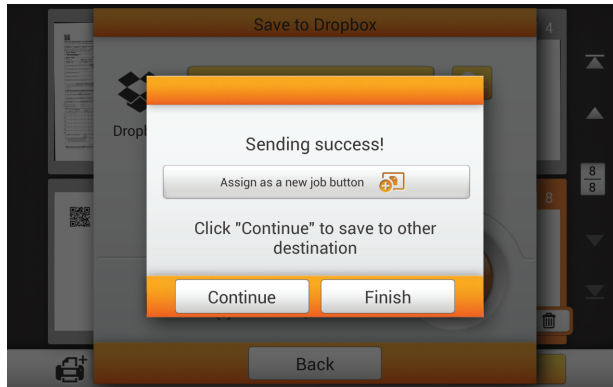 Save to Dropbox
4
Drop
Sending success!
Assign as a new job button
Click "Continue" to save to other
destination
8
8
8
Continue
Finish
Back